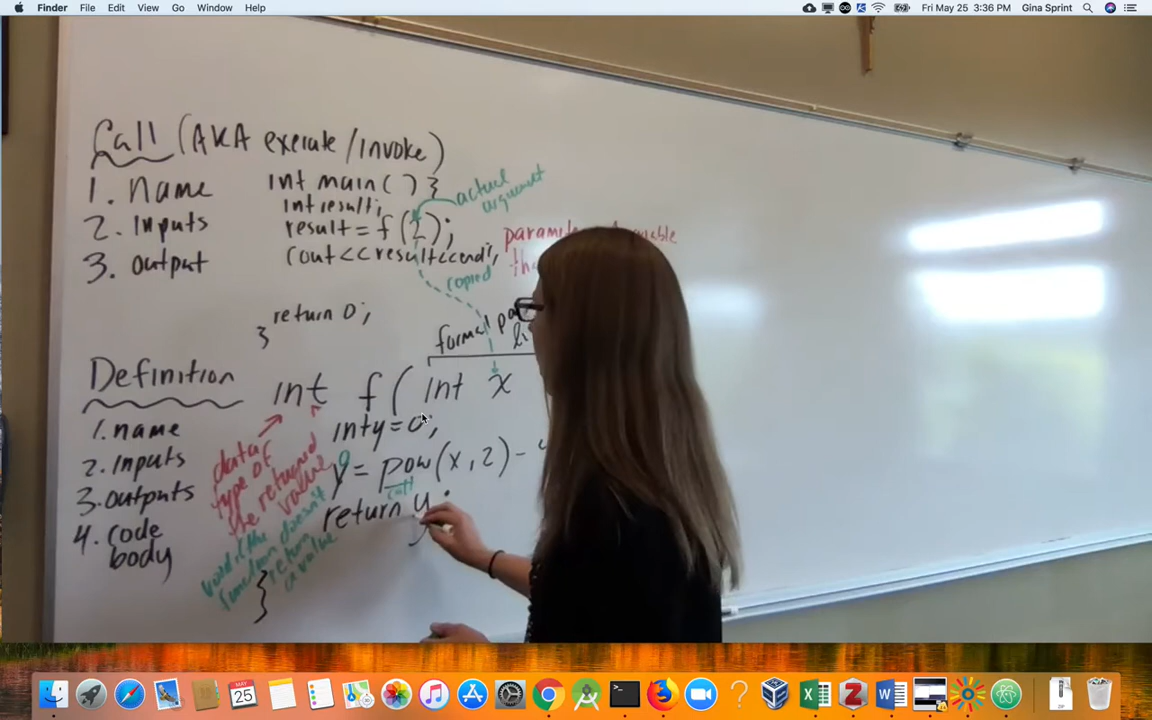 Finder File Edit View Go Window Help
Fri May 25 3:36 PM Gina Sprint
Call (AKA execute/invoke)
1. Name
2. Inputs
3. output
int main( ) {
int result;
result = f(2);
cout<<result<<endl;
return 0;
}
actual
argument
copied
formal
Definition
1. name
2. Inputs
3. outputs
4. code
body
int f( int x
int y = 0;
y = pow(x, 2) -
call
return y;
}
data
type of
the returned
value
void if the
function doesn't
return
a value
MAY
25